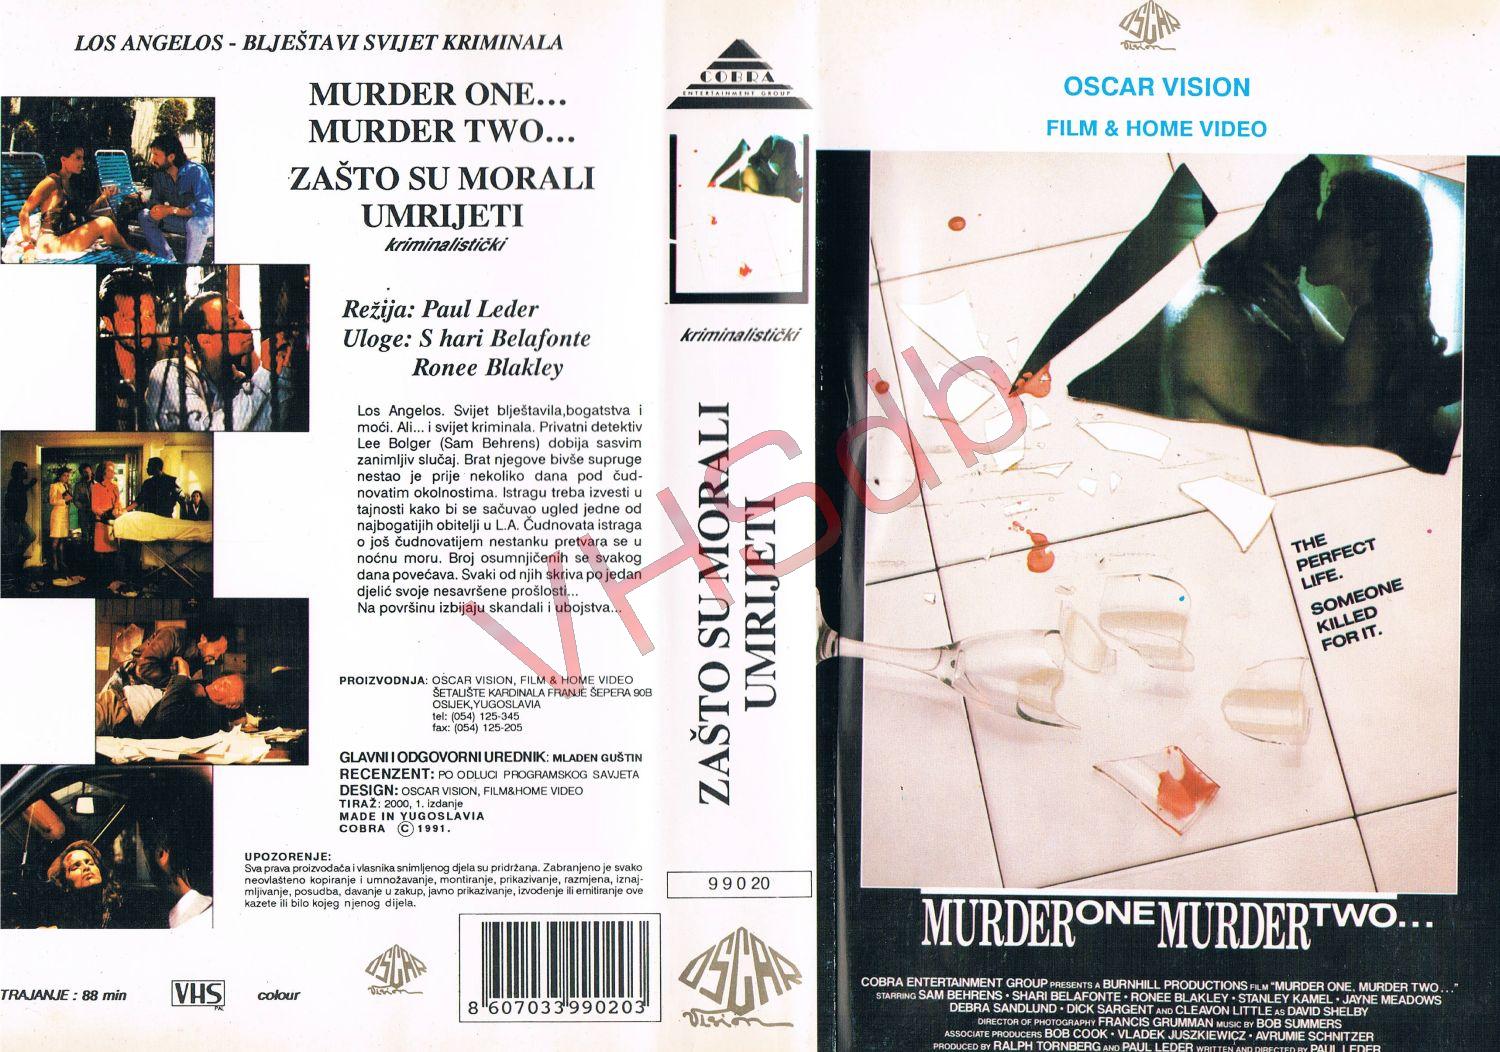 LOS ANGELOS - BLJEŠTAVI SVIJET KRIMINALA
MURDER ONE...
MURDER TWO...
ZAŠTO SU MORALI
UMRIJETI
kriminalistički
Režija: Paul Leder
Uloge: S hari Belafonte
Ronee Blakley
Los Angelos. Svijet blještavila,bogatstva i
moći. Ali... i svijet kriminala. Privatni detektiv
Lee Bolger (Sam Behrens) dobija sasvim
zanimljiv slučaj. Brat njegove bivše supruge
nestao je prije nekoliko dana pod čud-
novatim okolnostima. Istragu treba izvesti u
tajnosti kako bi se sačuvao ugled jedne od
najbogatijih obitelji u L.A. Čudnovata istraga
o još čudnovatijem nestanku pretvara se u
noćnu moru. Broj osumnjičenih se svakog
dana povećava. Svaki od njih skriva po jedan
djelić svoje nesavršene prošlosti...
Na površinu izbijaju skandali i ubojstva...
PROIZVODNJA: OSCAR VISION, FILM & HOME VIDEO
ŠETALIŠTE KARDINALA FRANJE ŠEPERA 90B
OSIJEK,YUGOSLAVIA
tel: (054) 125-345
fax: (054) 125-205
GLAVNI I ODGOVORNI UREDNIK: MLADEN GUŠTIN
RECENZENT: PO ODLUCI PROGRAMSKOG SAVJETA
DESIGN: OSCAR VISION, FILM&HOME VIDEO
TIRAŽ: 2000, 1. izdanje
MADE IN YUGOSLAVIA
COBRA © 1991.
UPOZORENJE:
Sva prava proizvođača i vlasnika snimljenog djela su pridržana. Zabranjeno je svako
neovlašteno kopiranje i umnožavanje, montiranje, prikazivanje, razmjena, iznaj-
mljivanje, posudba, davanje u zakup, javno prikazivanje, izvođenje ili emitiranje ove
kazete ili bilo kojeg njenog dijela.
TRAJANJE : 88 min
VHS
PAL
colour
OSCAR
Vision
8 607033 990203
COBRA
ENTERTAINMENT GROUP
kriminalistički
ZAŠTO SU MORALI
UMRIJETI
99020
OSCAR
Vision
OSCAR
Vision
OSCAR VISION
FILM & HOME VIDEO
THE
PERFECT
LIFE.
SOMEONE
KILLED
FOR IT.
MURDER ONE MURDER TWO...
COBRA ENTERTAINMENT GROUP PRESENTS A BURNHILL PRODUCTIONS FILM "MURDER ONE, MURDER TWO..."
STARRING SAM BEHRENS · SHARI BELAFONTE · RONEE BLAKLEY · STANLEY KAMEL · JAYNE MEADOWS
DEBRA SANDLUND · DICK SARGENT AND CLEAVON LITTLE AS DAVID SHELBY
DIRECTOR OF PHOTOGRAPHY FRANCIS GRUMMAN MUSIC BY BOB SUMMERS
ASSOCIATE PRODUCERS BOB COOK · VLADEK JUSZKIEWICZ · AVRUMIE SCHNITZER
PRODUCED BY RALPH TORNBERG AND PAUL LEDER WRITTEN AND DIRECTED BY PAUL LEDER
VHSdb